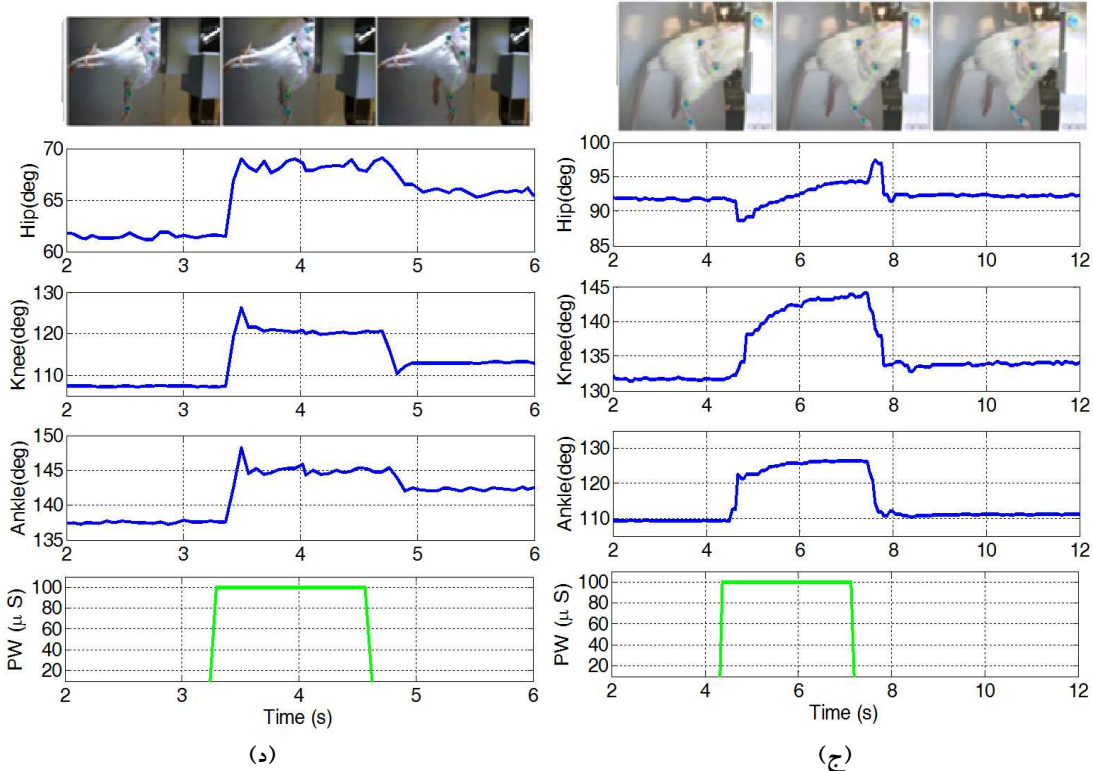 70
65
60
2 3 4 5 6
Hip(deg)
130
120
110
2 3 4 5 6
Knee(deg)
150
145
140
135
2 3 4 5 6
Ankle(deg)
100
80
60
40
20
2 3 4 5 6
PW (μ S)
Time (s)
(د)
100
95
90
85
2 4 6 8 10 12
Hip(deg)
145
140
135
130
2 4 6 8 10 12
Knee(deg)
130
120
110
2 4 6 8 10 12
Ankle(deg)
100
80
60
40
20
2 4 6 8 10 12
PW (μ S)
Time (s)
(ج)